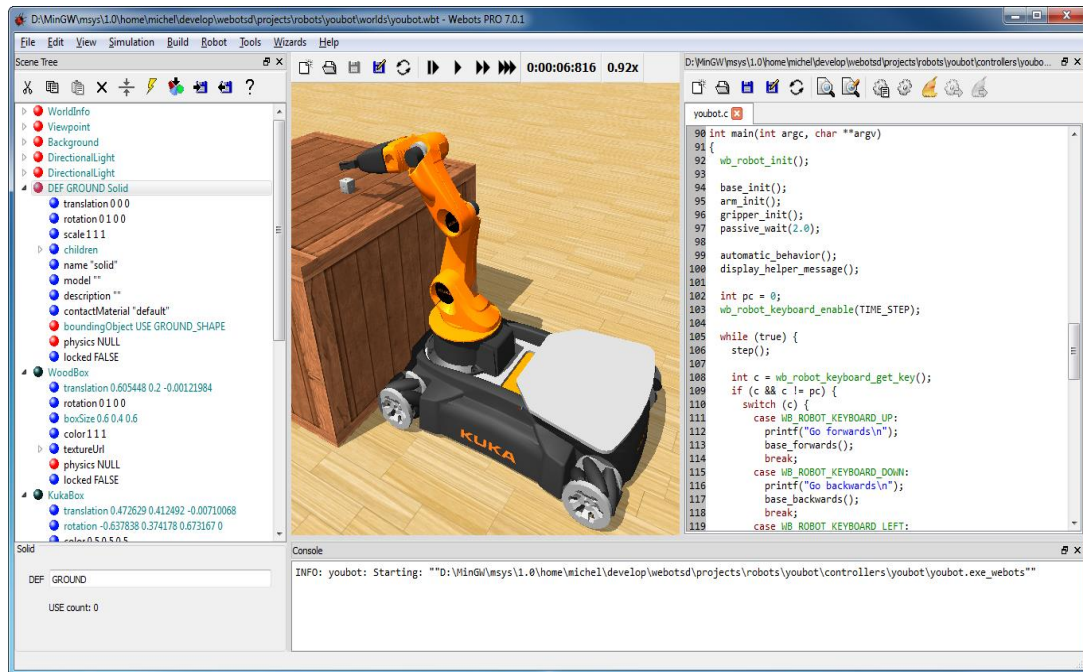 D:\MinGW\msys\1.0\home\michel\develop\webotsd\projects\robots\youbot\worlds\youbot.wbt - Webots PRO 7.0.1
File Edit View Simulation Build Robot Tools Wizards Help
Scene Tree
0:00:06:816 0.92x
WorldInfo
Viewpoint
Background
DirectionalLight
DirectionalLight
DEF GROUND Solid
translation 0 0 0
rotation 0 1 0 0
scale 1 1 1
children
name "solid"
model ""
description ""
contactMaterial "default"
boundingObject USE GROUND_SHAPE
physics NULL
locked FALSE
WoodBox
translation 0.605448 0.2 -0.00121984
rotation 0 1 0 0
boxSize 0.6 0.4 0.6
color 1 1 1
textureUrl
physics NULL
locked FALSE
KukaBox
translation 0.472629 0.412492 -0.00710068
rotation -0.637838 0.374178 0.673167 0
color 0.5 0.5 0.5
Solid
DEF GROUND
USE count: 0
KUKA
D:\MinGW\msys\1.0\home\michel\develop\webotsd\projects\robots\youbot\controllers\youbo...
youbot.c
90 int main(int argc, char **argv)
91 {
92 wb_robot_init();
93
94 base_init();
95 arm_init();
96 gripper_init();
97 passive_wait(2.0);
98
99 automatic_behavior();
100 display_helper_message();
101
102 int pc = 0;
103 wb_robot_keyboard_enable(TIME_STEP);
104
105 while (true) {
106 step();
107
108 int c = wb_robot_keyboard_get_key();
109 if (c && c != pc) {
110 switch (c) {
111 case WB_ROBOT_KEYBOARD_UP:
112 printf("Go forwards\n");
113 base_forwards();
114 break;
115 case WB_ROBOT_KEYBOARD_DOWN:
116 printf("Go backwards\n");
117 base_backwards();
118 break;
119 case WB_ROBOT_KEYBOARD_LEFT:
Console
INFO: youbot: Starting: ""D:\MinGW\msys\1.0\home\michel\develop\webotsd\projects\robots\youbot\controllers\youbot\youbot.exe_webots""